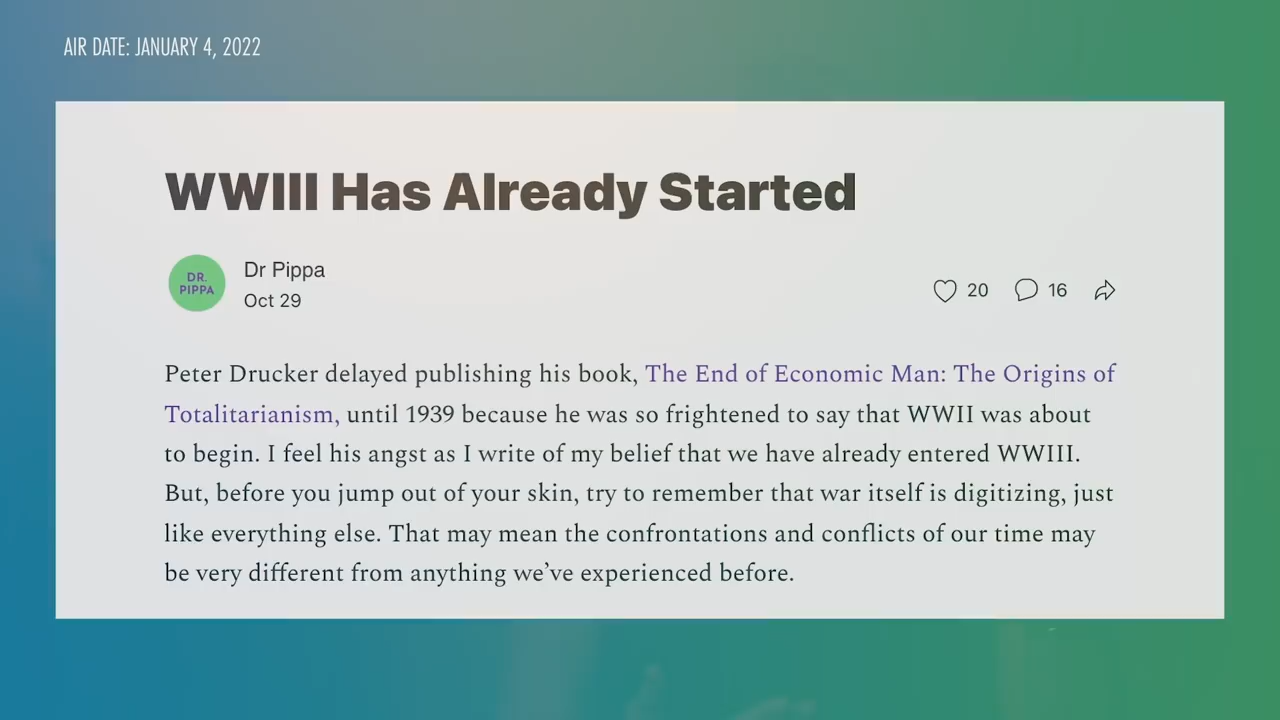 AIR DATE: JANUARY 4, 2022
WWIII Has Already Started
DR.
PIPPA
Dr Pippa
Oct 29
20
16
Peter Drucker delayed publishing his book, The End of Economic Man: The Origins of
Totalitarianism, until 1939 because he was so frightened to say that WWII was about
to begin. I feel his angst as I write of my belief that we have already entered WWIII.
But, before you jump out of your skin, try to remember that war itself is digitizing, just
like everything else. That may mean the confrontations and conflicts of our time may
be very different from anything we’ve experienced before.